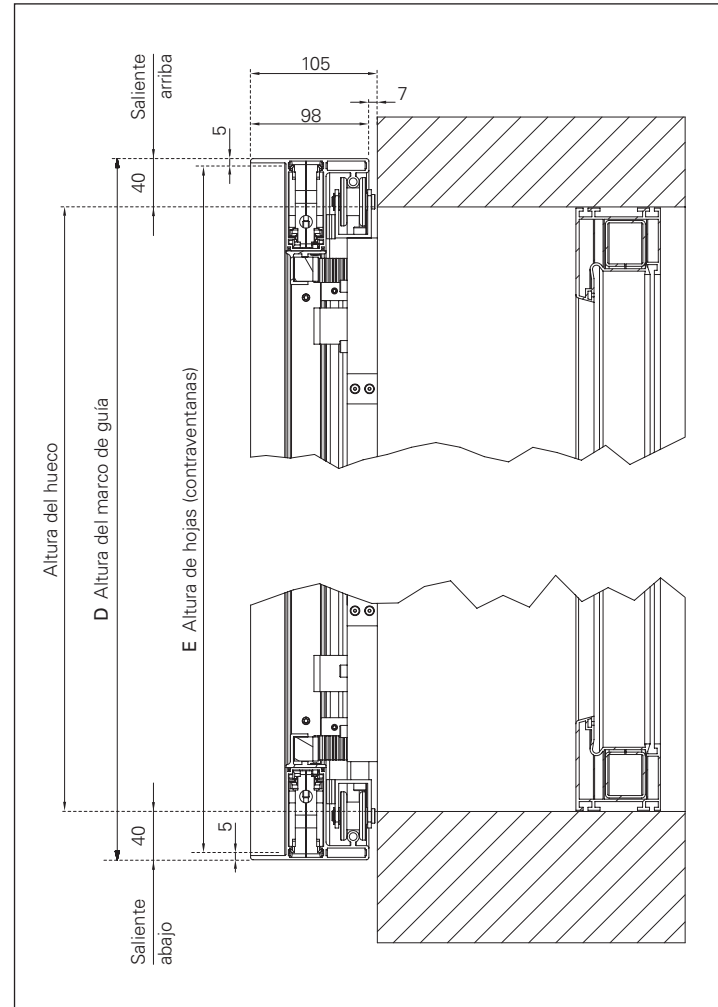 105
98
7
Saliente
arriba
5
40
Altura del hueco
D Altura del marco de guía
E Altura de hojas (contraventanas)
40
5
Saliente
abajo